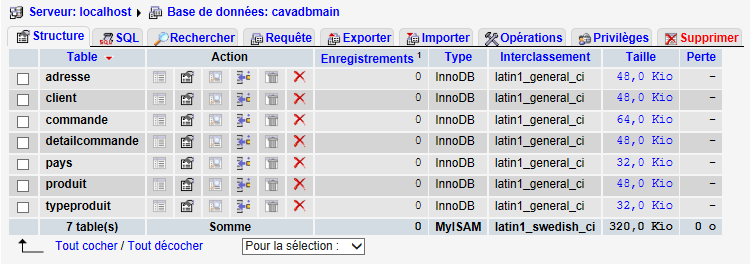 Serveur: localhost Base de données: cavadbmain
Structure SQL Rechercher Requête Exporter Importer Opérations Privilèges Supprimer
Table Action Enregistrements 1 Type Interclassement Taille Perte
adresse 0 InnoDB latin1_general_ci 48,0 Kio –
client 0 InnoDB latin1_general_ci 48,0 Kio –
commande 0 InnoDB latin1_general_ci 64,0 Kio –
detailcommande 0 InnoDB latin1_general_ci 48,0 Kio –
pays 0 InnoDB latin1_general_ci 32,0 Kio –
produit 0 InnoDB latin1_general_ci 48,0 Kio –
typeproduit 0 InnoDB latin1_general_ci 32,0 Kio –
7 table(s) Somme 0 MyISAM latin1_swedish_ci 320,0 Kio 0 o
Tout cocher / Tout décocher Pour la sélection :